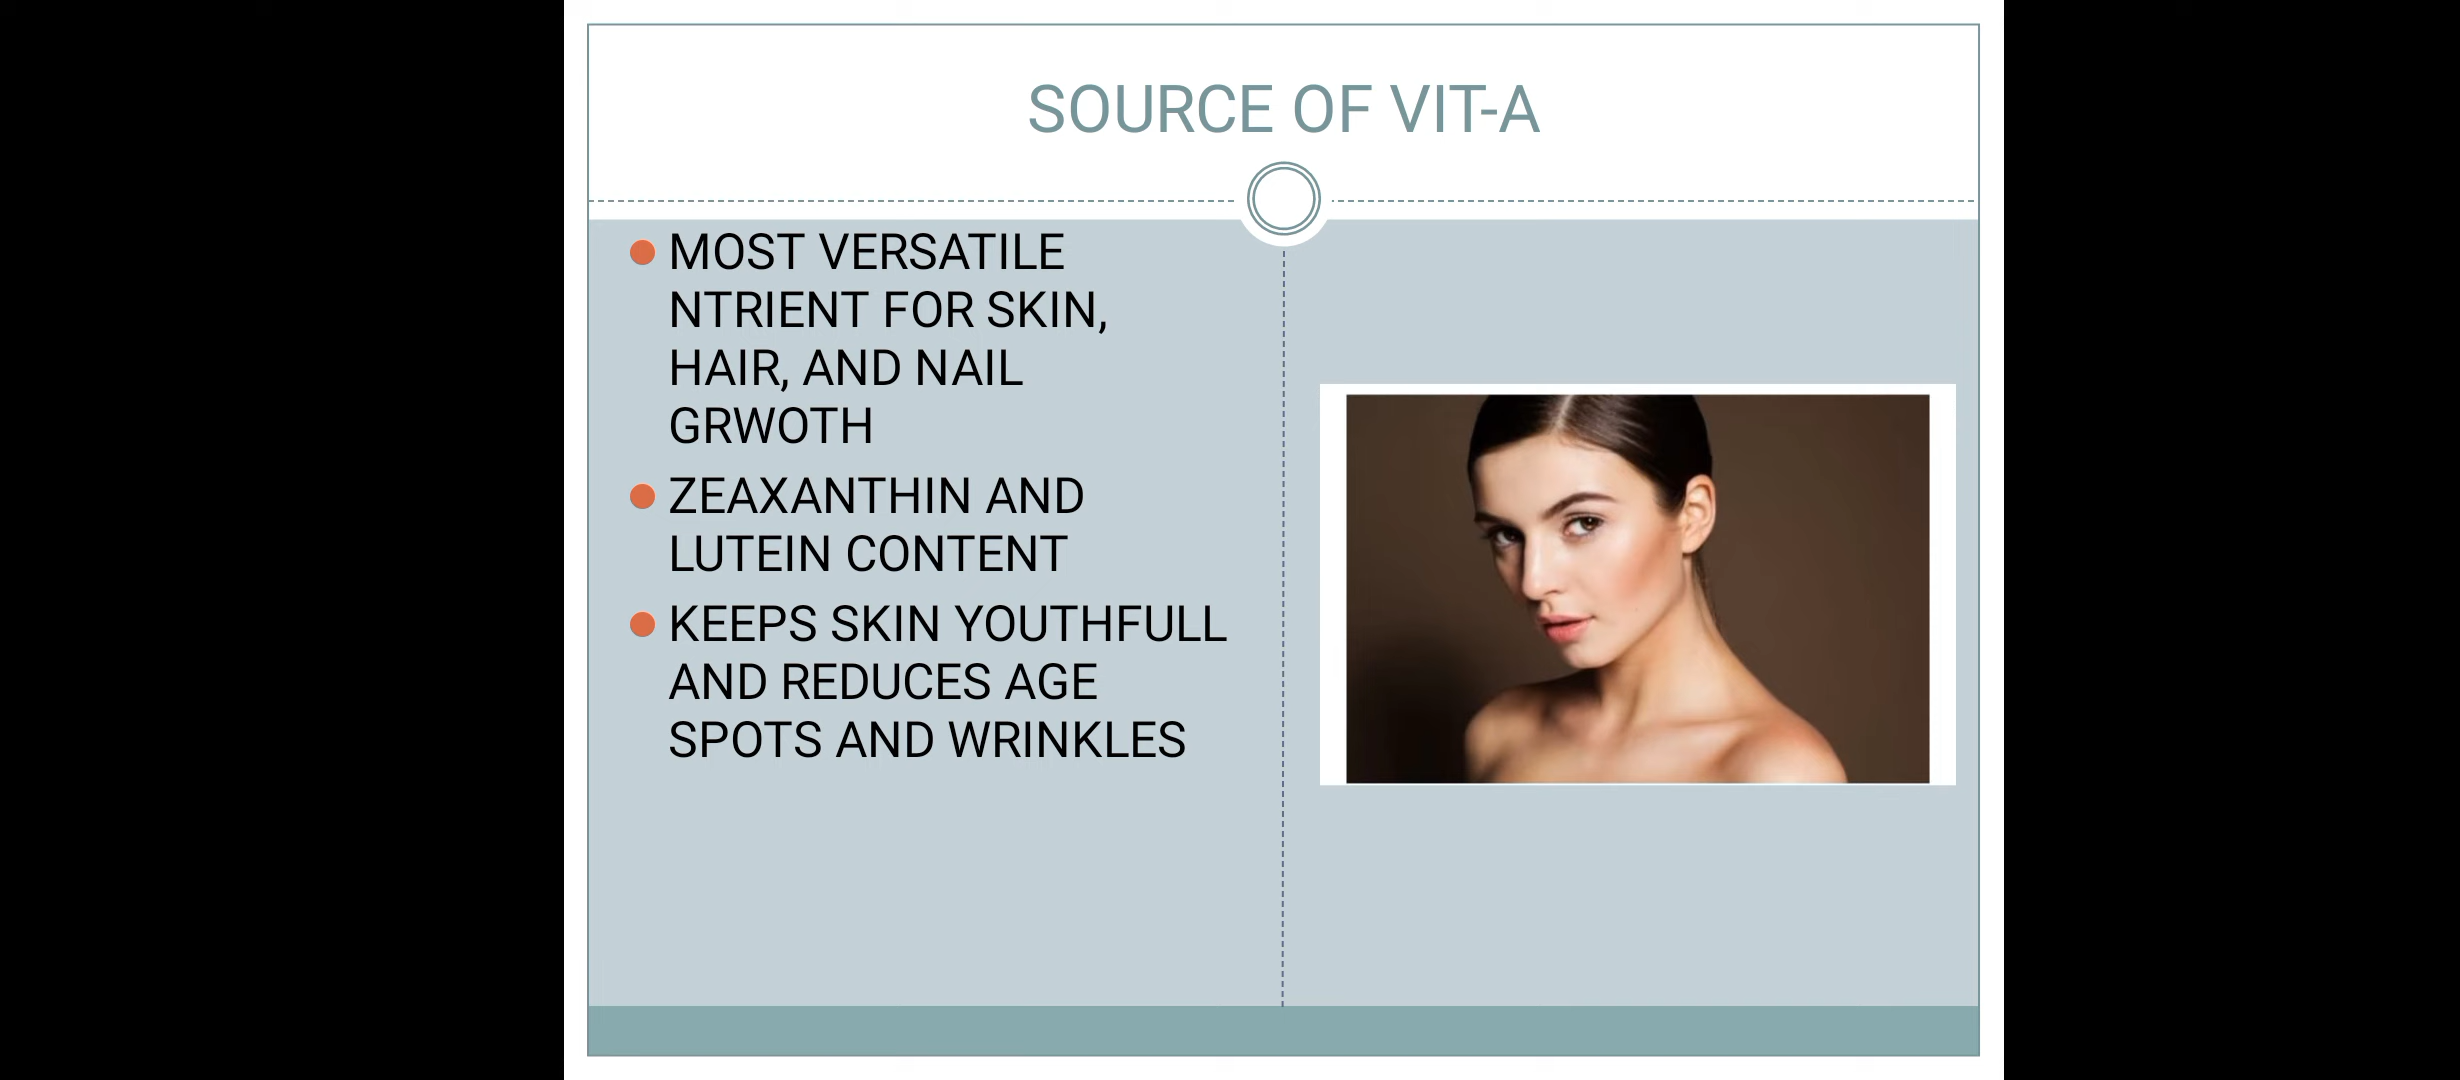 SOURCE OF VIT-A
MOST VERSATILE
NTRIENT FOR SKIN,
HAIR, AND NAIL
GRWOTH
ZEAXANTHIN AND
LUTEIN CONTENT
KEEPS SKIN YOUTHFULL
AND REDUCES AGE
SPOTS AND WRINKLES